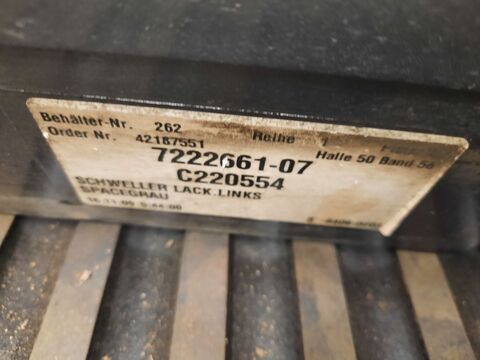 Behälter-Nr. 262 Reihe 1
Order Nr. 42187551 Halle 50 Band 56
7222661-07
C220554
SCHWELLER LACK.LINKS
SPACEGRAU